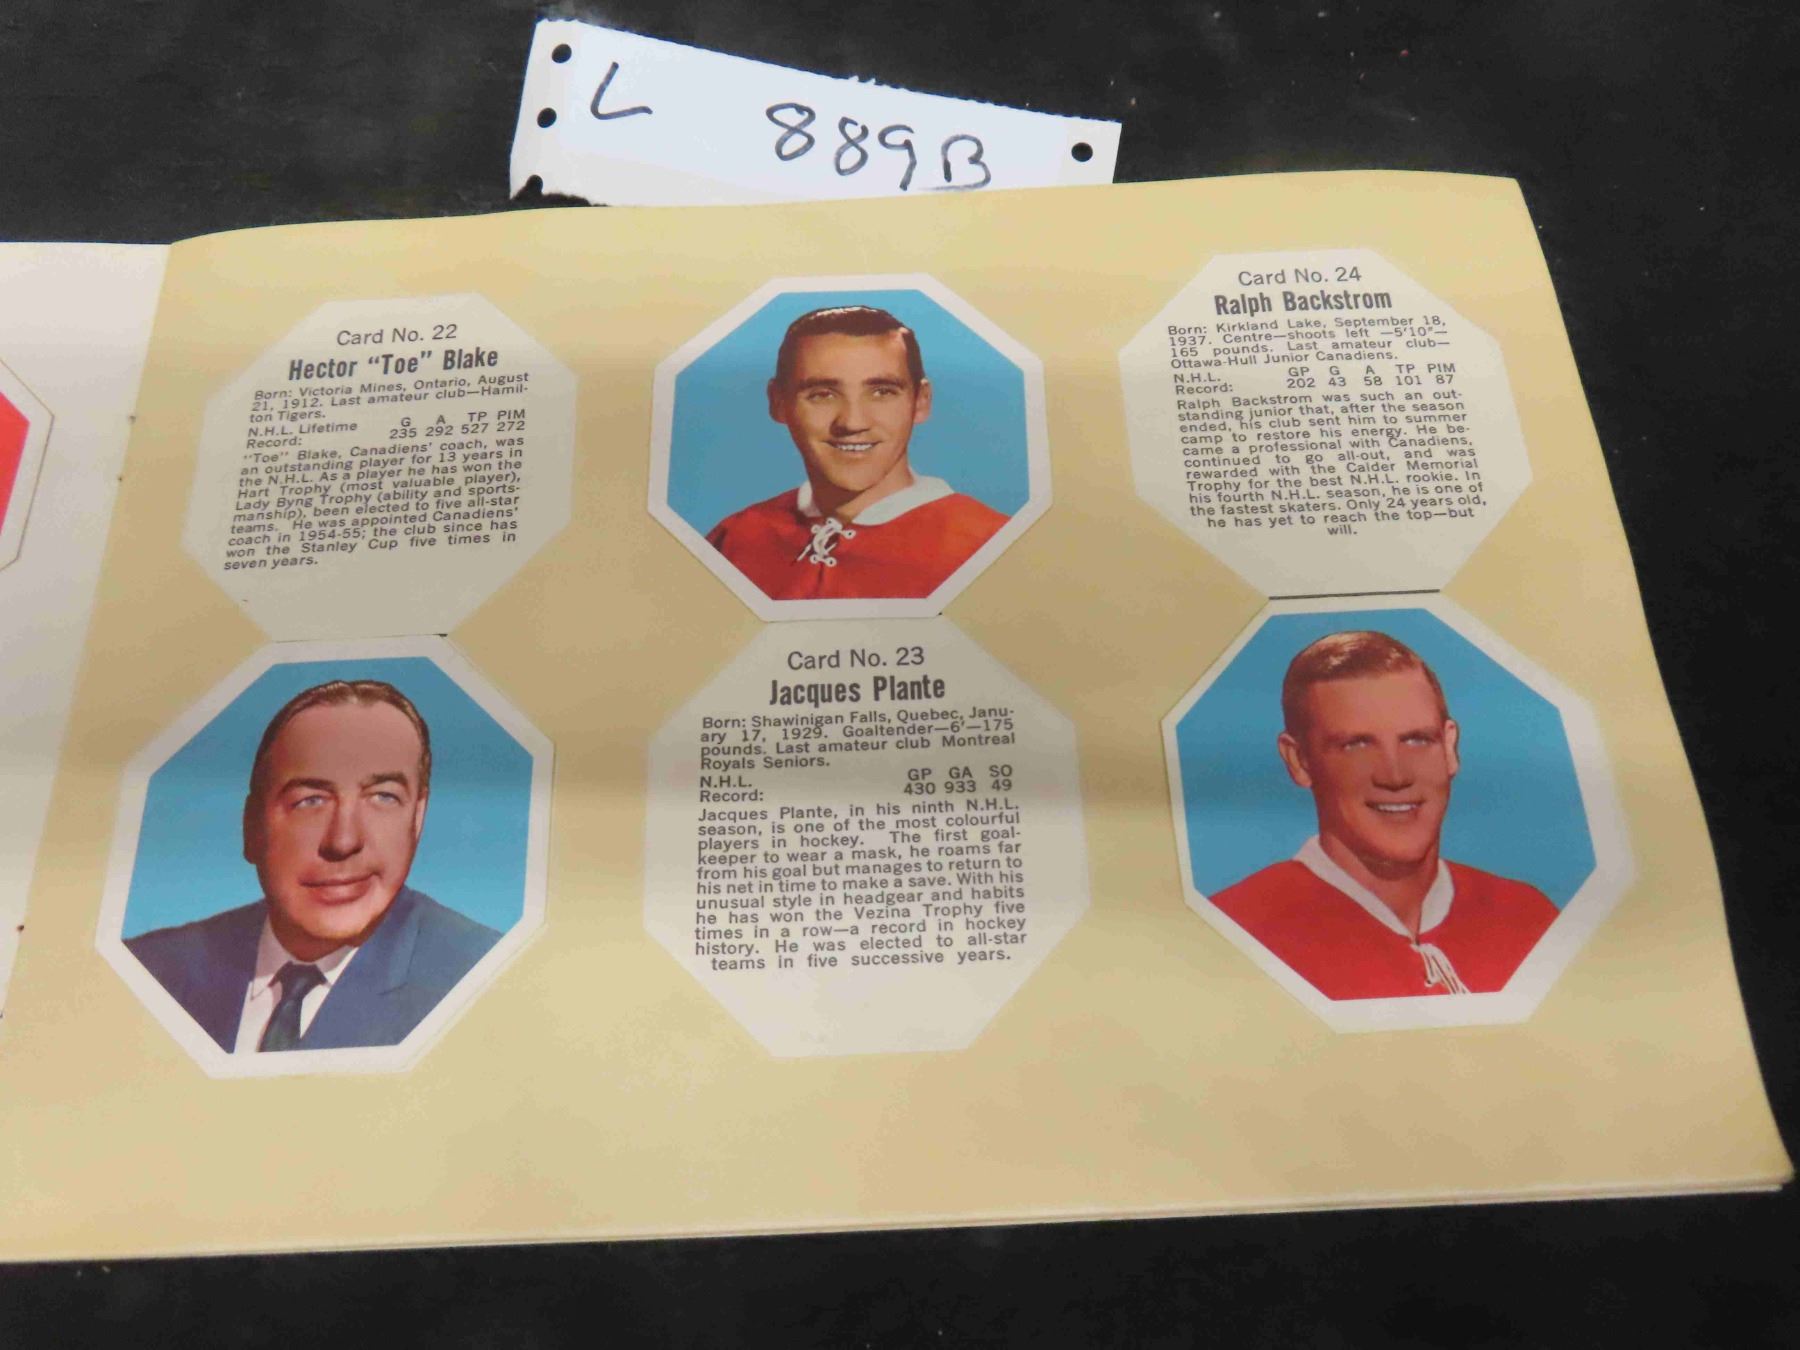 L 889B
Card No. 22
Hector “Toe” Blake
Born: Victoria Mines, Ontario, August
21, 1912. Last amateur club—Hamil-
ton Tigers.
N.H.L. Lifetime G A TP PIM
Record: 235 292 527 272
“Toe” Blake, Canadiens’ coach, was
an outstanding player for 13 years in
the N.H.L. As a player he has won the
Hart Trophy (most valuable player),
Lady Byng Trophy (ability and sports-
manship), been elected to five all-star
teams. He was appointed Canadiens’
coach in 1954-55; the club since has
won the Stanley Cup five times in
seven years.
Card No. 23
Jacques Plante
Born: Shawinigan Falls, Quebec, Janu-
ary 17, 1929. Goaltender—6'—175
pounds. Last amateur club Montreal
Royals Seniors.
N.H.L. GP GA SO
Record: 430 933 49
Jacques Plante, in his ninth N.H.L.
season, is one of the most colourful
players in hockey. The first goal-
keeper to wear a mask, he roams far
from his goal but manages to return to
his net in time to make a save. With his
unusual style in headgear and habits
he has won the Vezina Trophy five
times in a row—a record in hockey
history. He was elected to all-star
teams in five successive years.
Card No. 24
Ralph Backstrom
Born: Kirkland Lake, September 18,
1937. Centre—shoots left —5'10"—
165 pounds. Last amateur club—
Ottawa-Hull Junior Canadiens.
N.H.L. GP G A TP PIM
Record: 202 43 58 101 87
Ralph Backstrom was such an out-
standing junior that, after the season
ended, his club sent him to summer
camp to restore his energy. He be-
came a professional with Canadiens,
continued to go all-out, and was
rewarded with the Calder Memorial
Trophy for the best N.H.L. rookie. In
his fourth N.H.L. season, he is one of
the fastest skaters. Only 24 years old,
he has yet to reach the top—but
will.